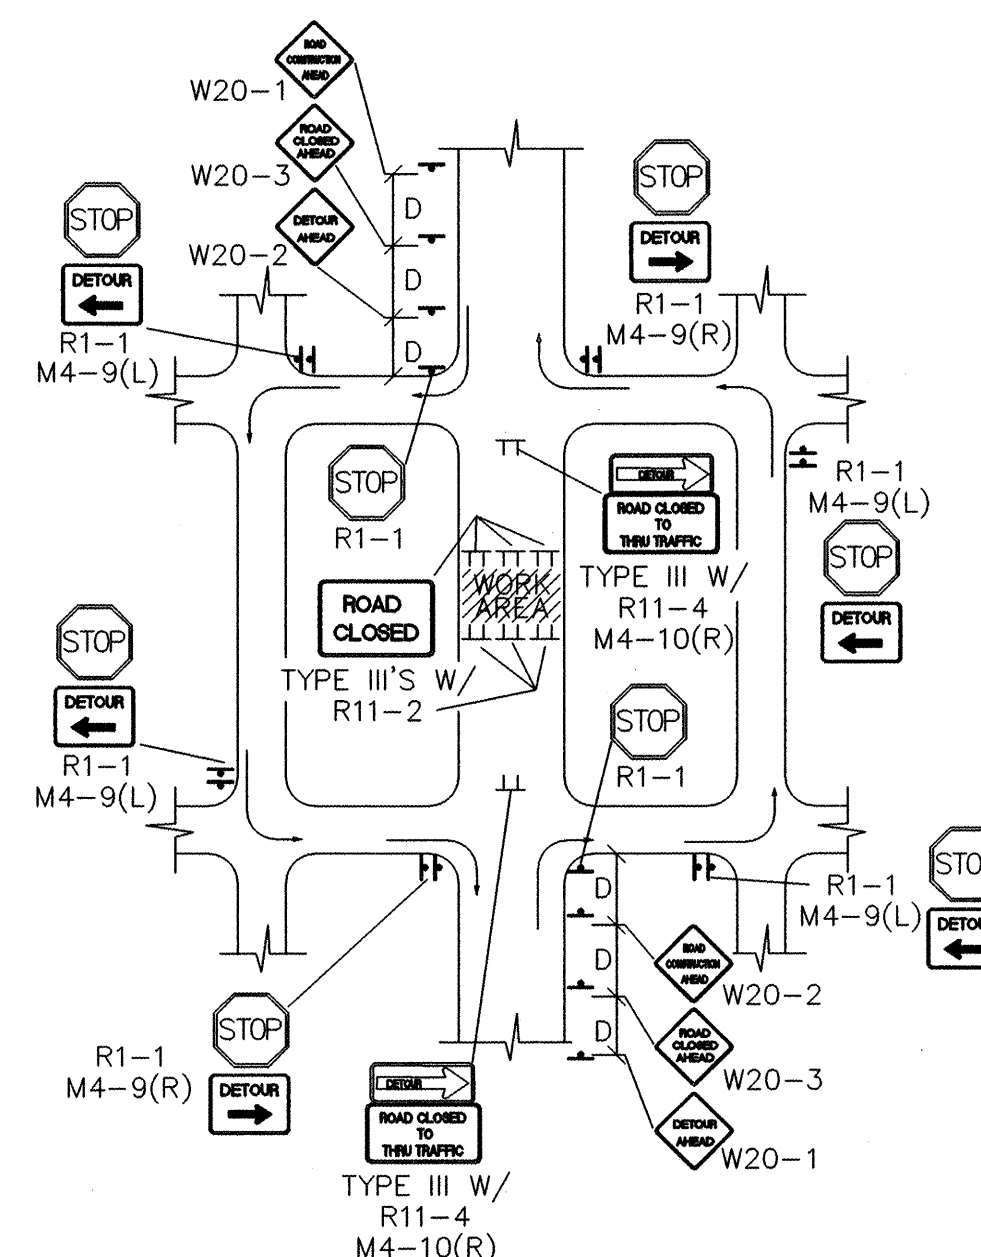 ROAD
CONSTRUCTION
AHEAD
W20-1
ROAD
CLOSED
AHEAD
W20-3
DETOUR
AHEAD
W20-2
D
D
D
STOP
DETOUR
R1-1
M4-9(L)
STOP
DETOUR
R1-1
M4-9(R)
STOP
R1-1
DETOUR
ROAD CLOSED
TO
THRU TRAFFIC
TYPE III W/
R11-4
M4-10(R)
R1-1
M4-9(L)
STOP
DETOUR
WORK
AREA
ROAD
CLOSED
TYPE III'S W/
R11-2
STOP
DETOUR
R1-1
M4-9(L)
STOP
R1-1
D
D
D
R1-1
M4-9(L)
STO
DETOU
ROAD
CONSTRUCTION
AHEAD
W20-2
ROAD
CLOSED
AHEAD
W20-3
DETOUR
AHEAD
W20-1
STOP
R1-1
M4-9(R)
DETOUR
DETOUR
ROAD CLOSED
TO
THRU TRAFFIC
TYPE III W/
R11-4
M4-10(R)